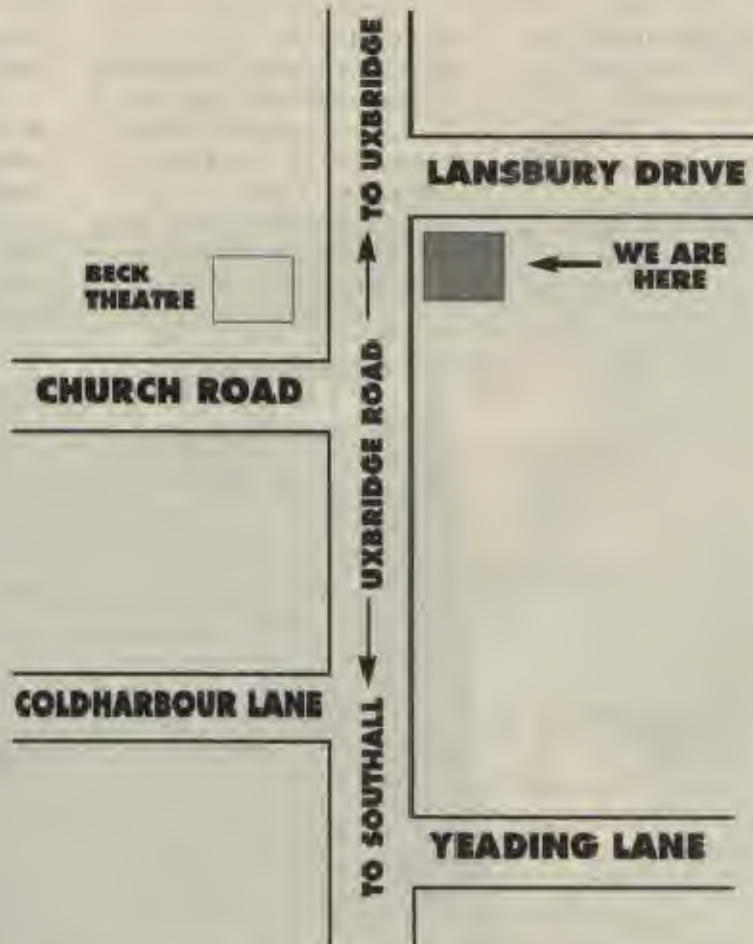 TO UXBRIDGE
LANSBURY DRIVE
BECK
THEATRE
WE ARE
HERE
UXBRIDGE ROAD
CHURCH ROAD
COLDHARBOUR LANE
TO SOUTHALL
YEADING LANE